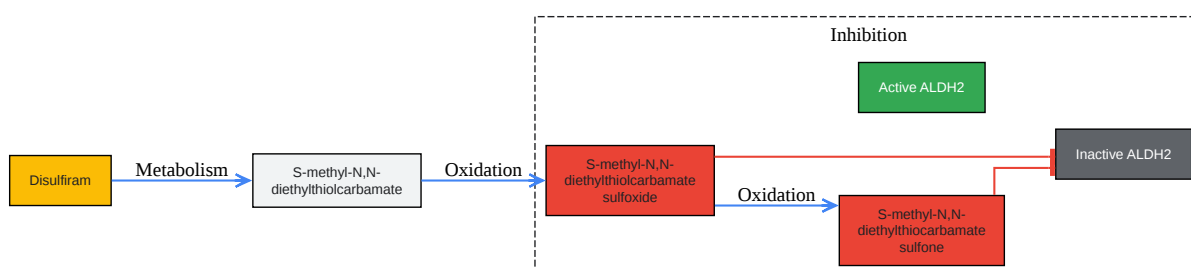 Inhibition
Active ALDH2
Disulfiram
Metabolism
S-methyl-N,N-
diethylthiolcarbamate
Oxidation
S-methyl-N,N-
diethylthiolcarbamate
sulfoxide
Oxidation
S-methyl-N,N-
diethylthiocarbamate
sulfone
Inactive ALDH2